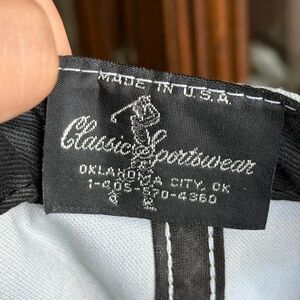 MADE IN U.S.A.
Classic Sportswear
OKLAHOMA CITY, OK
1-405-670-4360